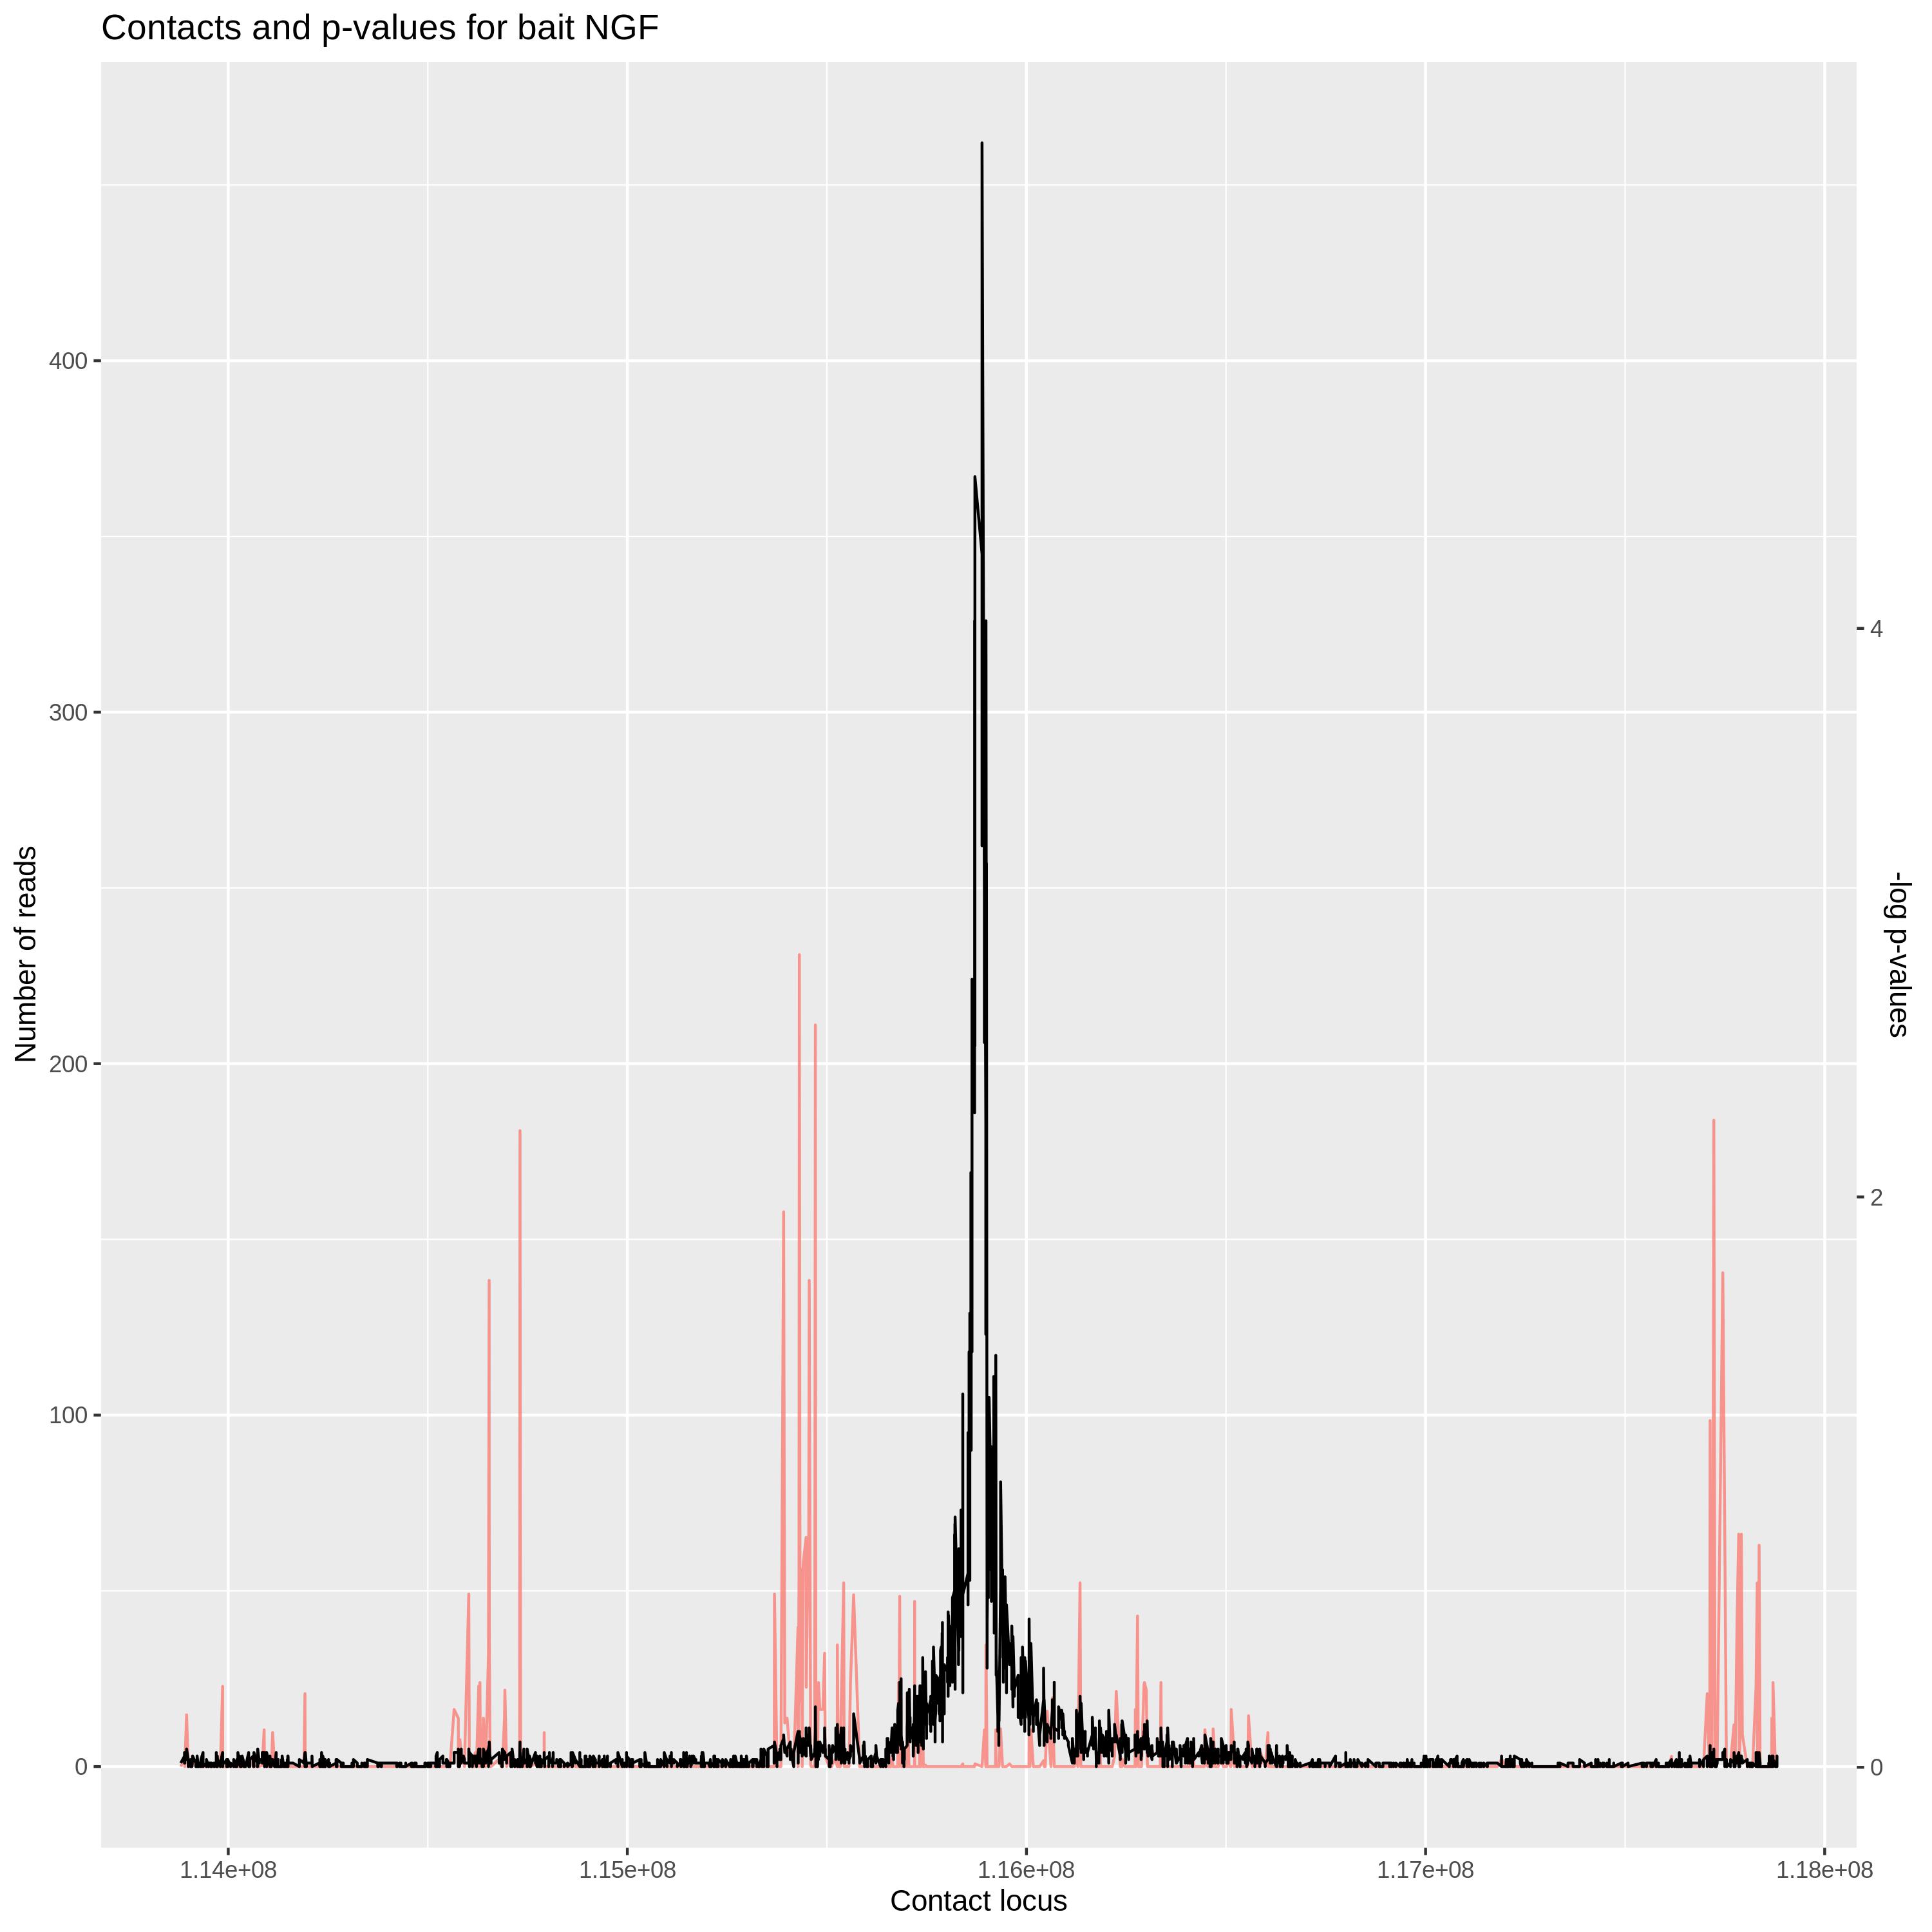 Contacts and p-values for bait NGF
Number of reads
400
300
200
100
0
4
2
0
-log p-values
1.14e+08
1.15e+08
1.16e+08
1.17e+08
1.18e+08
Contact locus